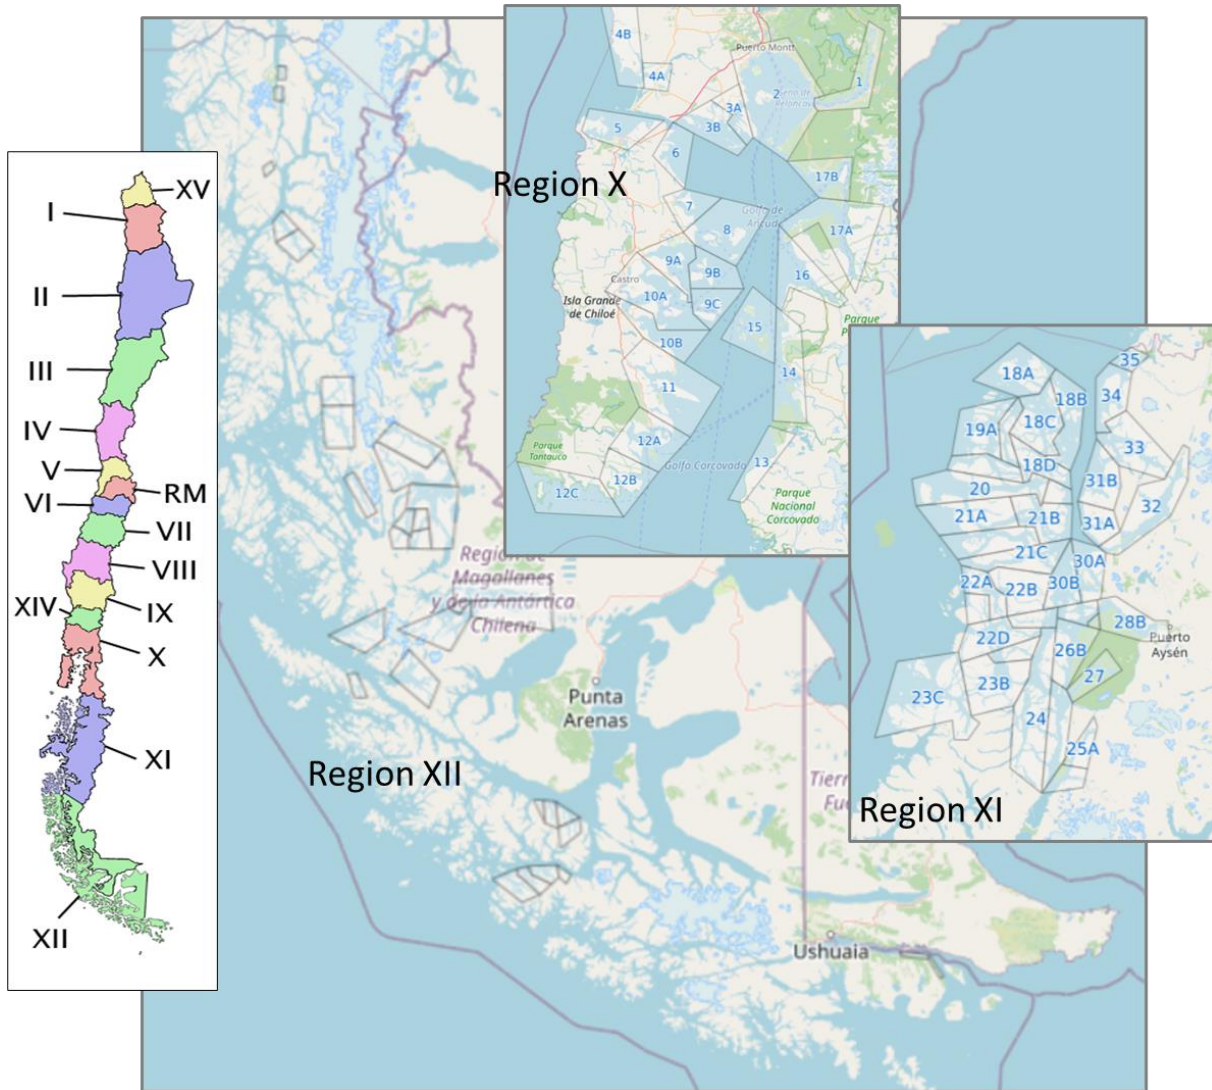 XV
I
II
III
IV
V
RM
VI
VII
VIII
IX
XIV
X
XI
XII
Región de
Magallanes
y de la Antártica
Chilena
Punta
Arenas
Region XII
Tierra
Fue
Ushuaia
4B
Puerto Montt
4A
1
2
3A
3B
5
6
17B
Region X
7
Golfo de
Ancud
8
17A
9A
9B
16
Castro
10A
9C
Isla Grande
de Chiloé
15
Parque
10B
14
11
12A
Parque
Tantauco
Golfo Corcovado
13
12B
12C
Parque
Nacional
Corcovado
35
18A
18B
34
18C
19A
33
18D
31B
20
32
21A
21B
31A
21C
30A
22A
22B
30B
28B
22D
26B
Puerto
Aysén
27
23B
23C
24
25A
Region XI